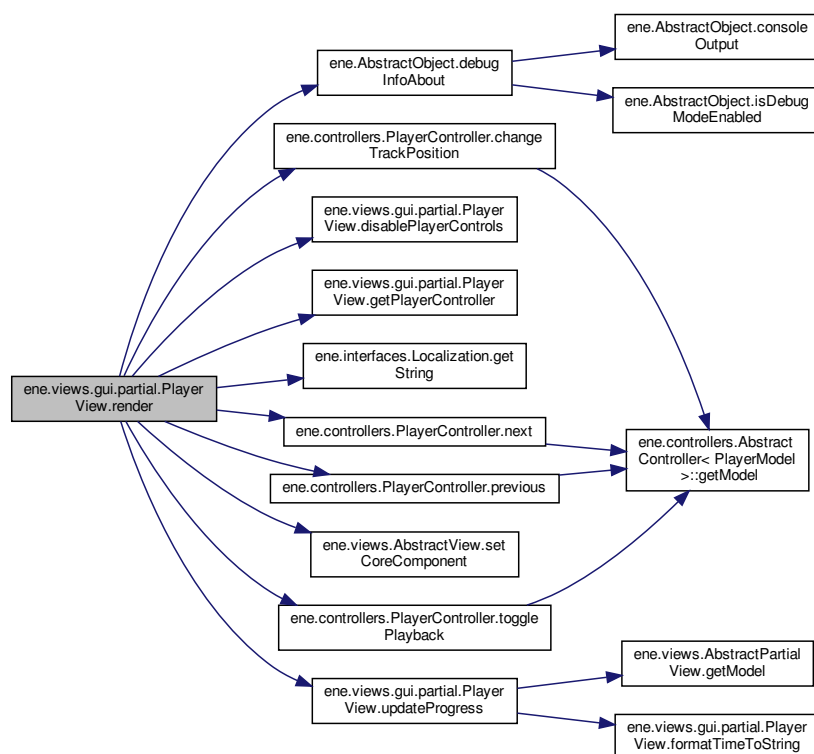 ene.views.gui.partial.Player
View.render
ene.AbstractObject.debug
InfoAbout
ene.AbstractObject.console
Output
ene.AbstractObject.isDebug
ModeEnabled
ene.controllers.PlayerController.change
TrackPosition
ene.views.gui.partial.Player
View.disablePlayerControls
ene.views.gui.partial.Player
View.getPlayerController
ene.interfaces.Localization.get
String
ene.controllers.PlayerController.next
ene.controllers.PlayerController.previous
ene.controllers.Abstract
Controller< PlayerModel
>::getModel
ene.views.AbstractView.set
CoreComponent
ene.controllers.PlayerController.toggle
Playback
ene.views.gui.partial.Player
View.updateProgress
ene.views.AbstractPartial
View.getModel
ene.views.gui.partial.Player
View.formatTimeToString